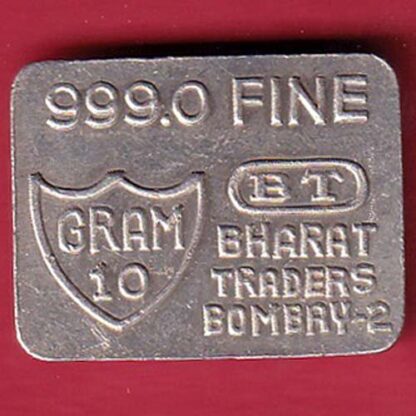 999.0 FINE
GRAM
10
BT
BHARAT
TRADERS
BOMBAY-2